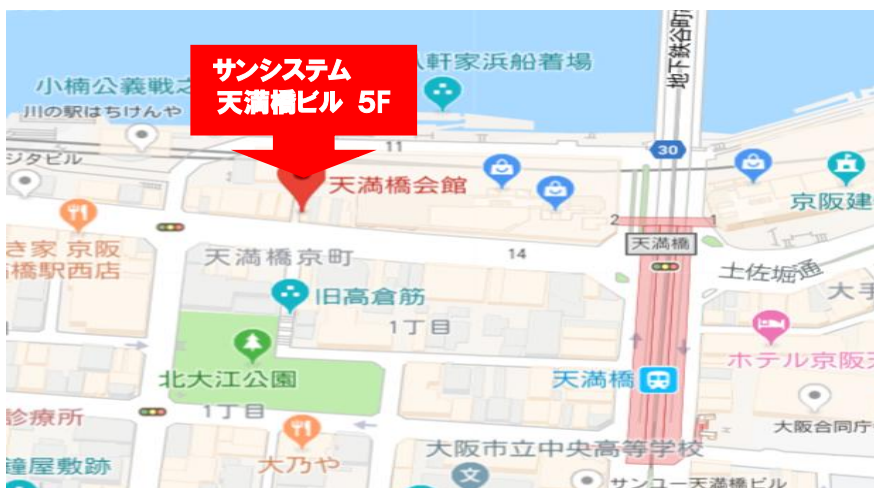 サンシステム
天満橋ビル 5F
軒家浜船着場
地下鉄谷町
小楠公義戦之
川の駅はちけんや
11
30
ジタビル
天満橋会館
京阪建
2
1
天満橋
き家 京阪
橋駅西店
天満橋京町
14
土佐堀通
大手
旧高倉筋
1丁目
ホテル京阪天
北大江公園
天満橋
診療所
1丁目
大阪合同庁
大阪市立中央高等学校
鐘屋敷跡
大乃や
文
サンユー天満橋ビル